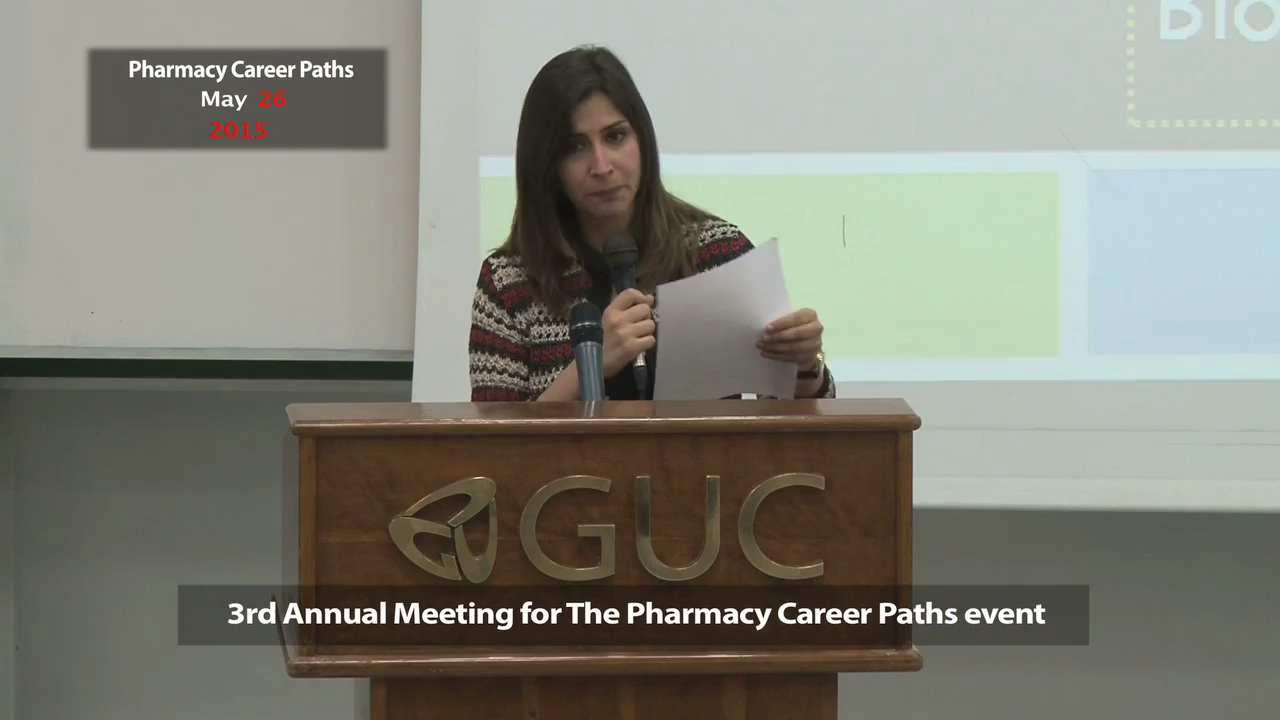 Pharmacy Career Paths
May 26
2015
GUC
3rd Annual Meeting for The Pharmacy Career Paths event